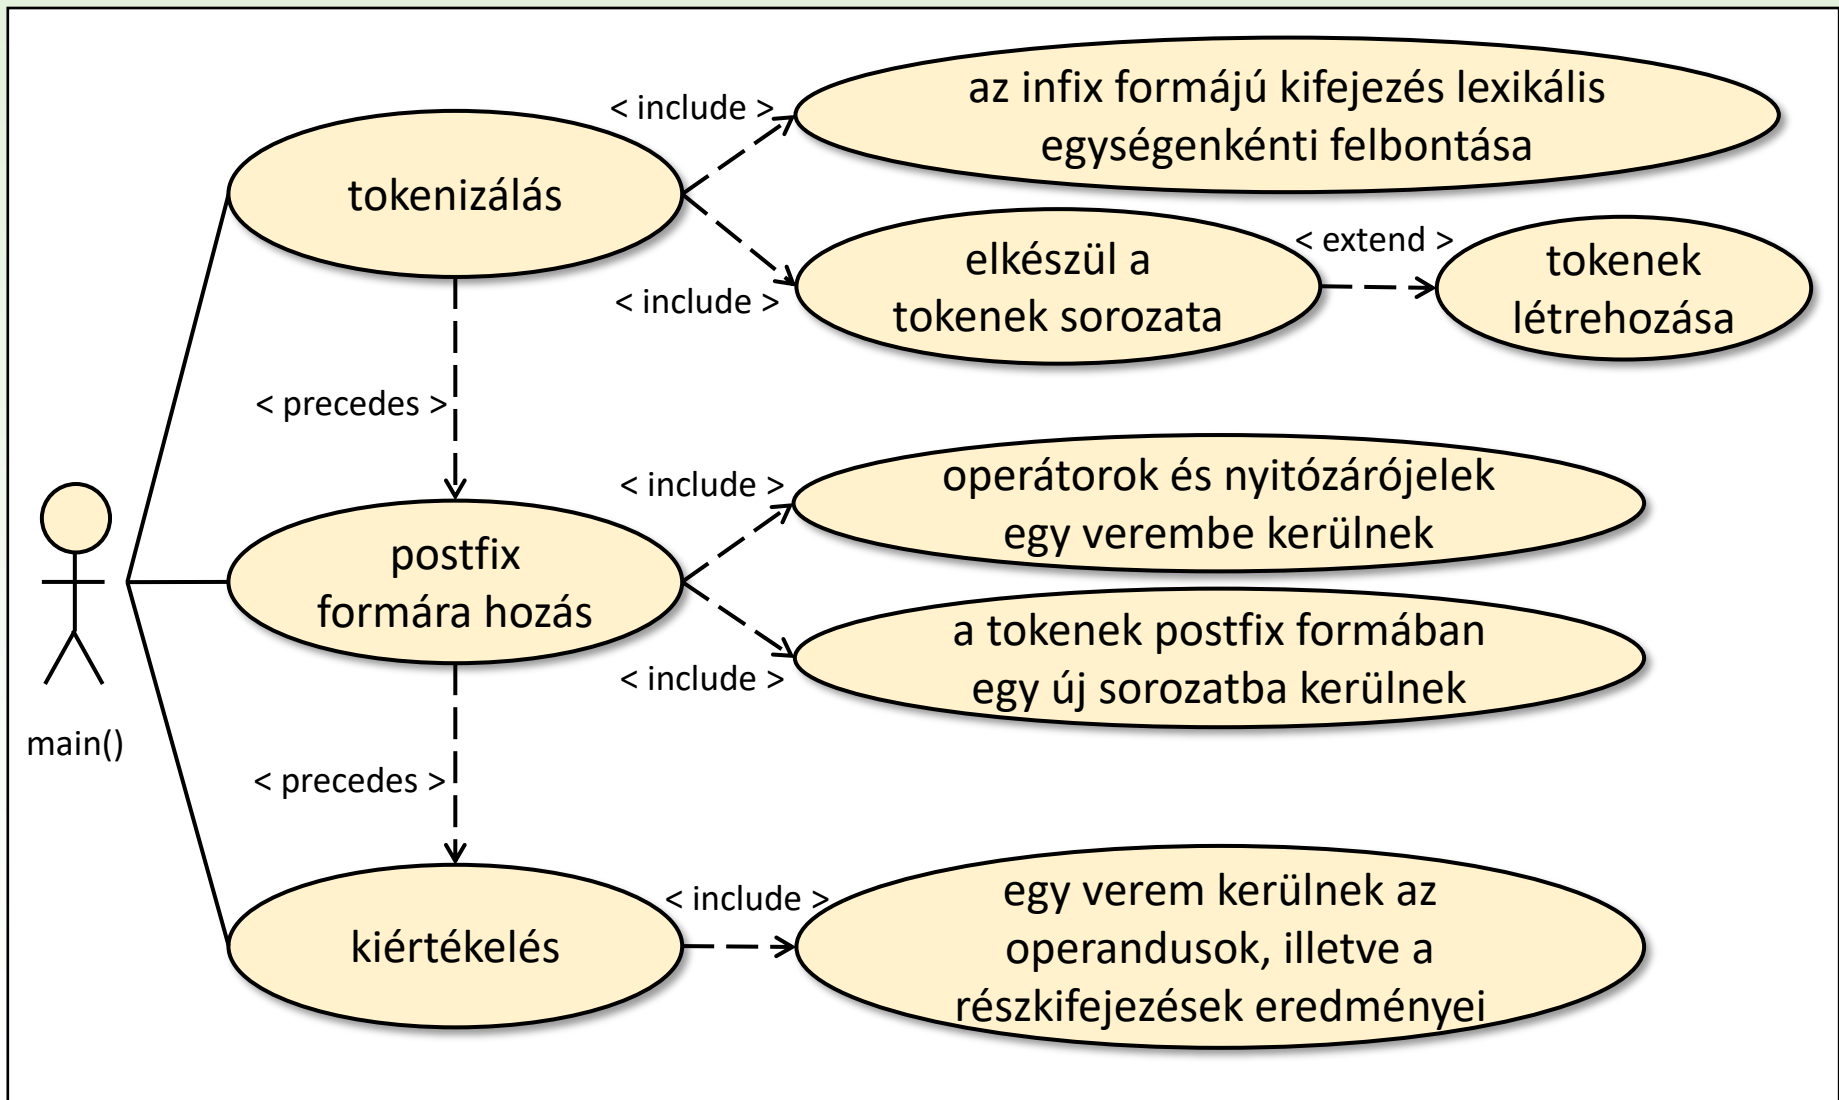 < include >
az infix formájú kifejezés lexikális
egységenkénti felbontása
tokenizálás
< include >
elkészül a
tokenek sorozata
< extend >
tokenek
létrehozása
< precedes >
< include >
operátorok és nyitózárójelek
egy verembe kerülnek
postfix
formára hozás
< include >
a tokenek postfix formában
egy új sorozatba kerülnek
main()
< precedes >
< include >
egy verem kerülnek az
operandusok, illetve a
részkifejezések eredményei
kiértékelés